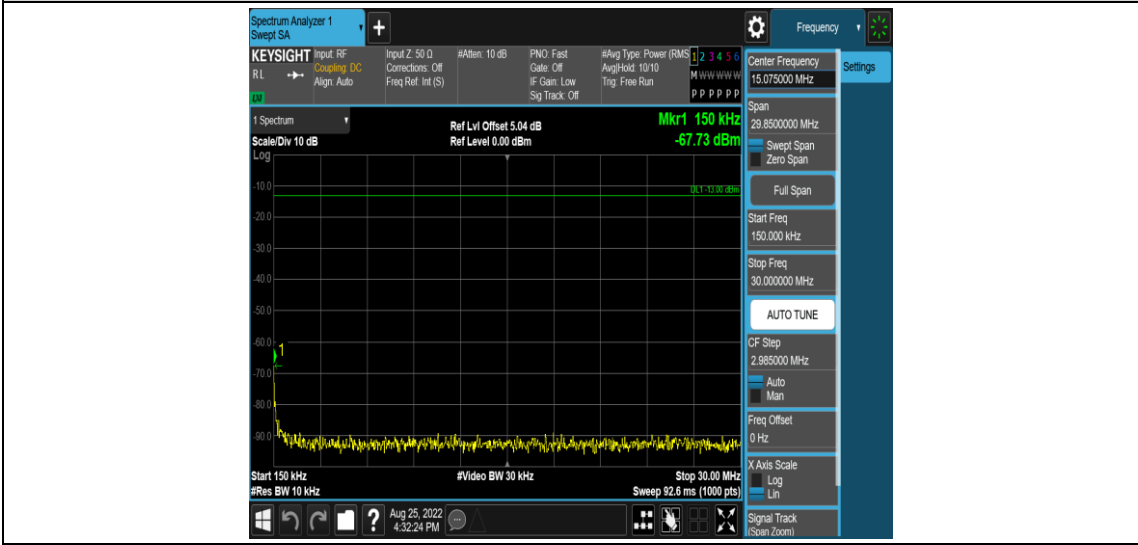 Spectrum Analyzer 1
Swept SA
+
Frequency
KEYSIGHT
R L
LXI
Input: RF
Coupling: DC
Align: Auto
Input Z: 50 Ω
Corrections: Off
Freq Ref: Int (S)
#Atten: 10 dB
PNO: Fast
Gate: Off
IF Gain: Low
Sig Track: Off
#Avg Type: Power (RMS
Avg|Hold: 10/10
Trig: Free Run
1 2 3 4 5 6
M W W W W W
P P P P P P
1 Spectrum
Scale/Div 10 dB
Log
Ref Lvl Offset 5.04 dB
Ref Level 0.00 dBm
Mkr1 150 kHz
-67.73 dBm
DL1 -13.00 dBm
-10.0
-20.0
-30.0
-40.0
-50.0
-60.0
1
-70.0
-80.0
-90.0
Start 150 kHz
#Res BW 10 kHz
#Video BW 30 kHz
Stop 30.00 MHz
Sweep 92.6 ms (1000 pts)
Center Frequency
15.075000 MHz
Settings
Span
29.8500000 MHz
Swept Span
Zero Span
Full Span
Start Freq
150.000 kHz
Stop Freq
30.000000 MHz
AUTO TUNE
CF Step
2.985000 MHz
Auto
Man
Freq Offset
0 Hz
X Axis Scale
Log
Lin
Signal Track
(Span Zoom)
?
Aug 25, 2022
4:32:24 PM